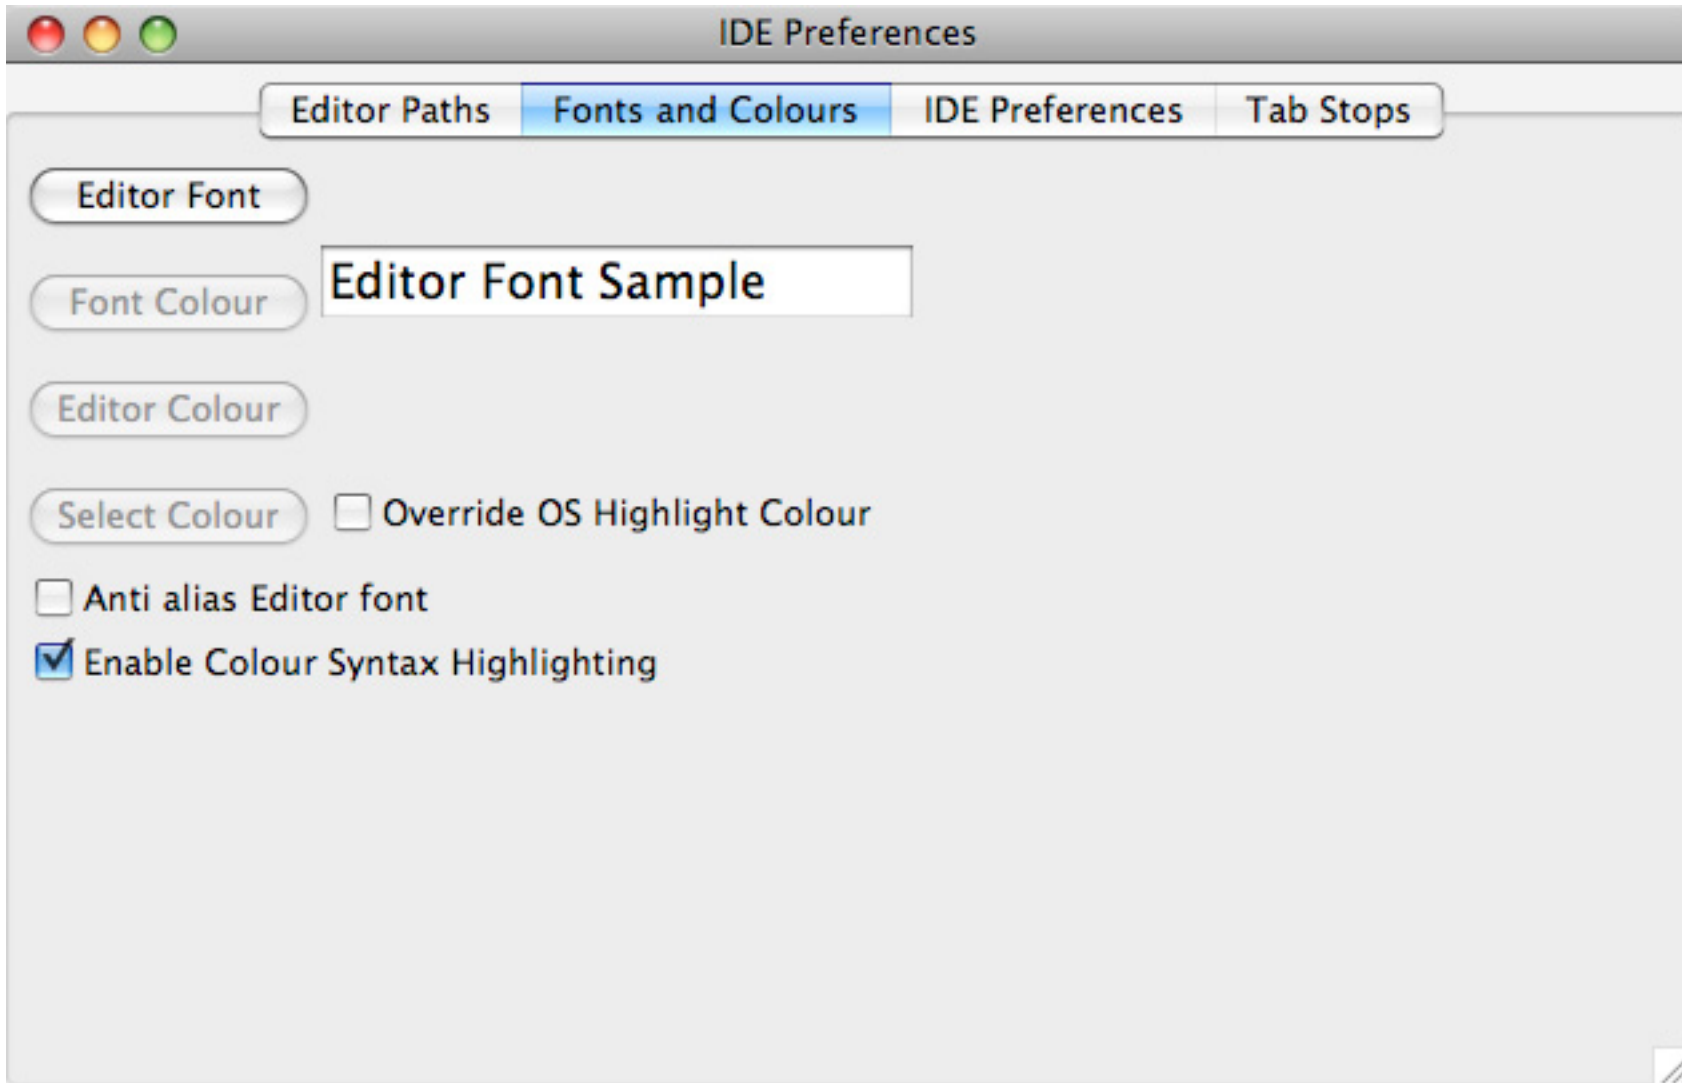 IDE Preferences
Editor Paths Fonts and Colours IDE Preferences Tab Stops
Editor Font
Font Colour Editor Font Sample
Editor Colour
Select Colour Override OS Highlight Colour
Anti alias Editor font
Enable Colour Syntax Highlighting